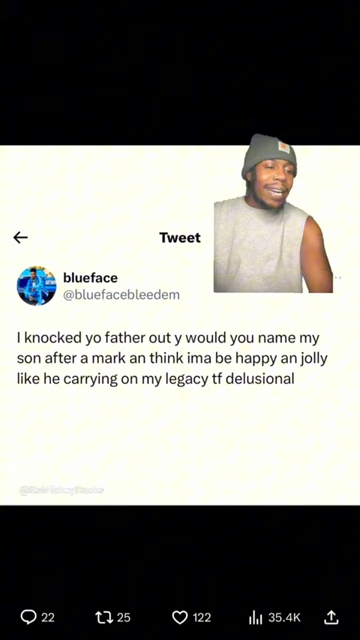 Tweet
blueface
@bluefacebleedem
I knocked yo father out y would you name my
son after a mark an think ima be happy an jolly
like he carrying on my legacy tf delusional
22 25 122 35.4K